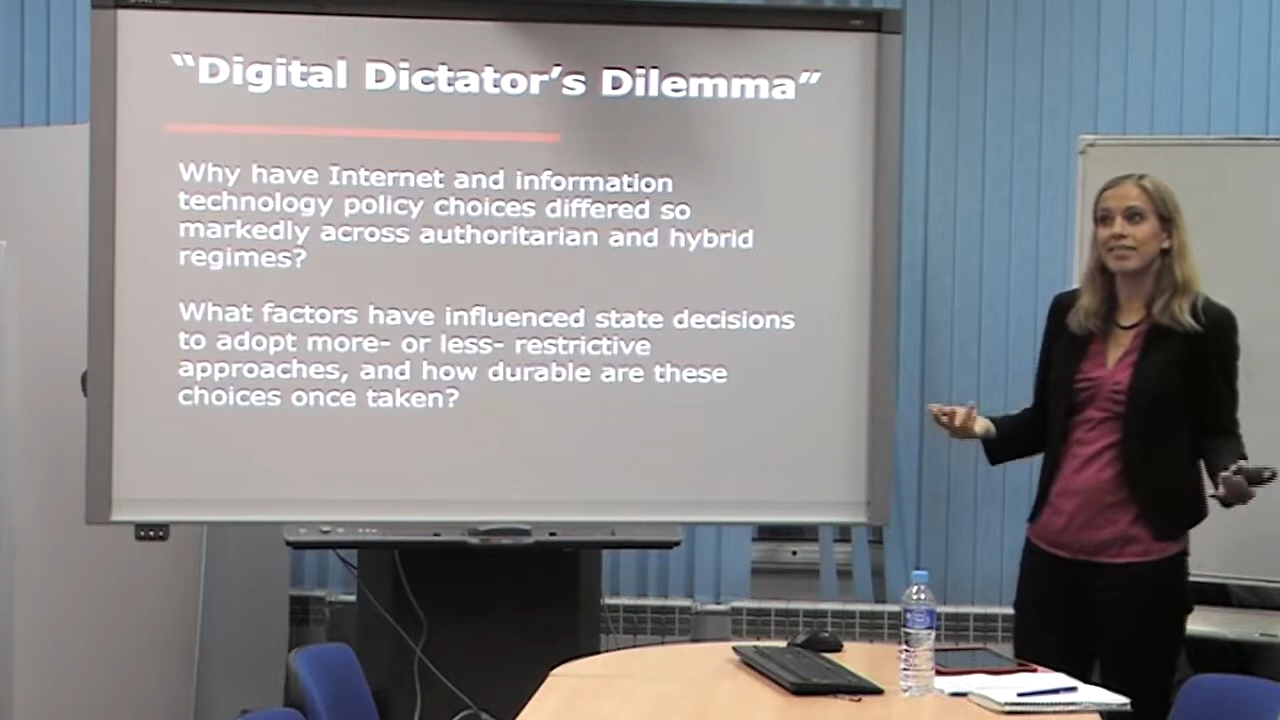 “Digital Dictator’s Dilemma”
Why have Internet and information
technology policy choices differed so
markedly across authoritarian and hybrid
regimes?
What factors have influenced state decisions
to adopt more- or less- restrictive
approaches, and how durable are these
choices once taken?